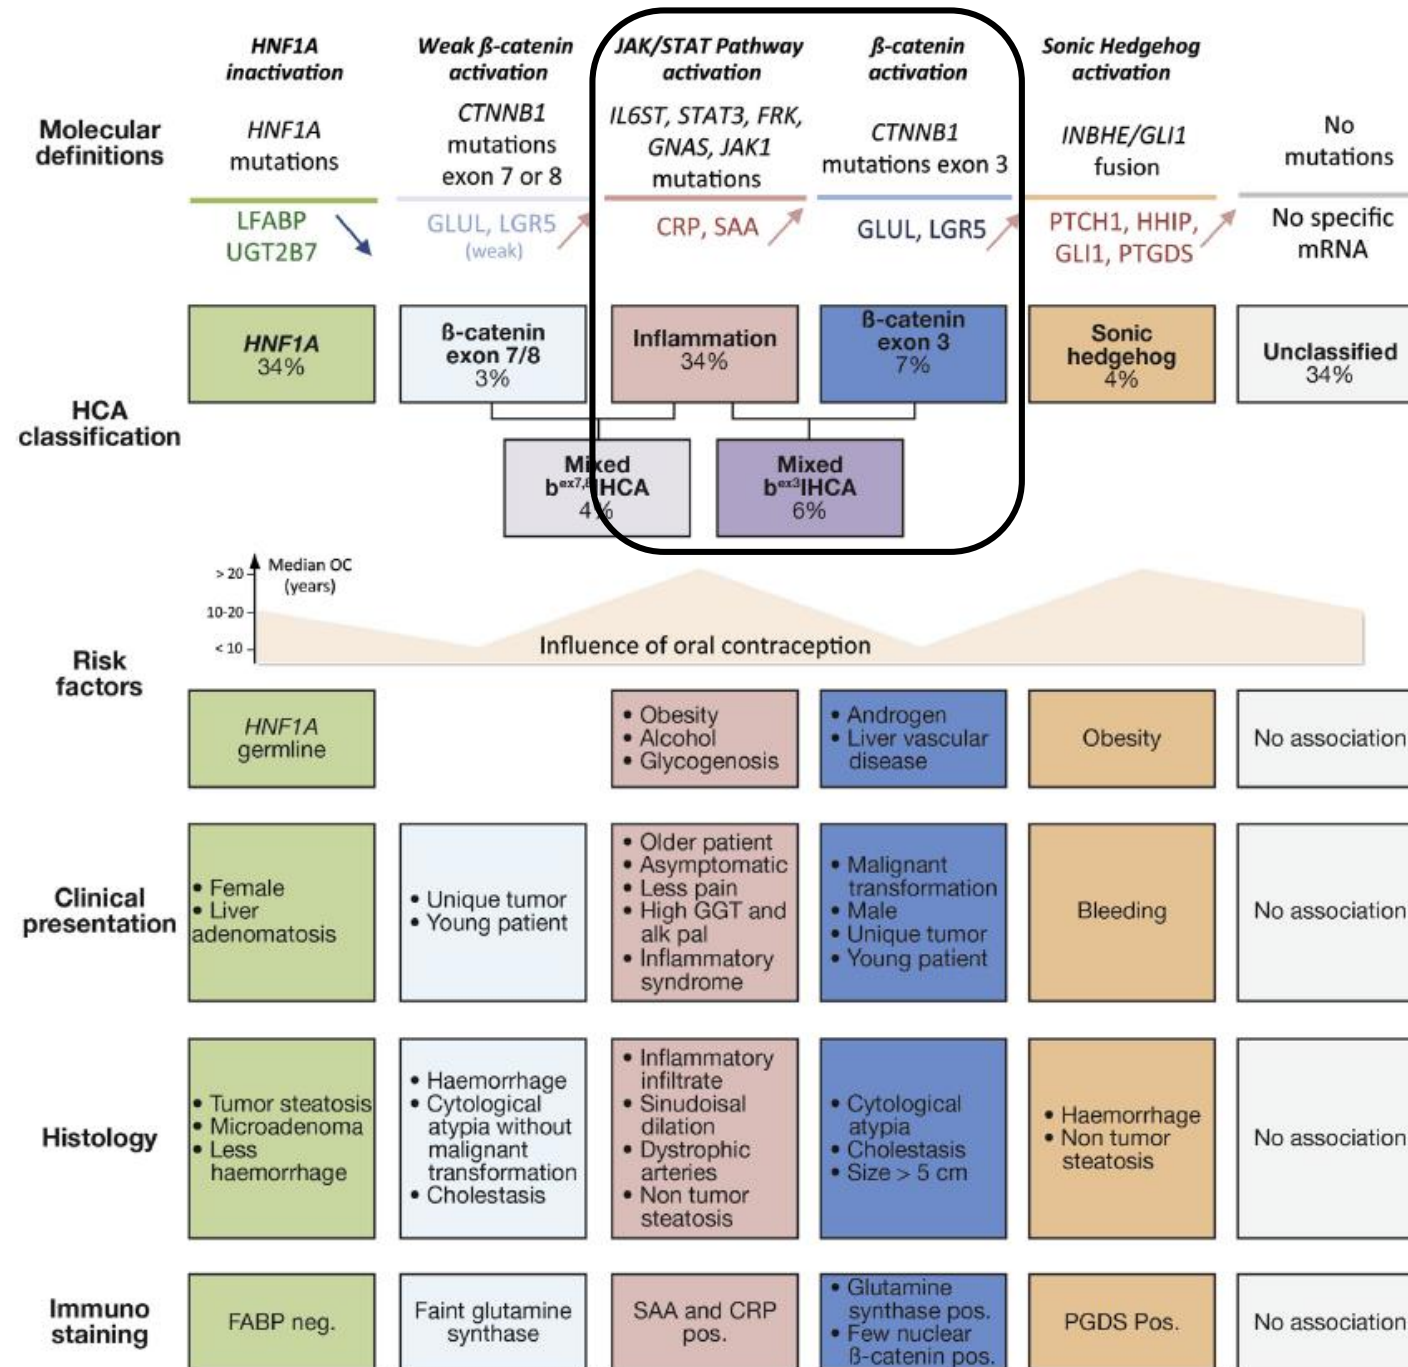 HNF1A
inactivation
Weak ß-catenin
activation
JAK/STAT Pathway
activation
ß-catenin
activation
Sonic Hedgehog
activation
Molecular
definitions
HNF1A
mutations
CTNNB1
mutations
exon 7 or 8
IL6ST, STAT3, FRK,
GNAS, JAK1
mutations
CTNNB1
mutations exon 3
INBHE/GLI1
fusion
No
mutations
LFABP
UGT2B7
GLUL, LGR5
(weak)
CRP, SAA
GLUL, LGR5
PTCH1, HHIP,
GLI1, PTGDS
No specific
mRNA
HCA
classification
HNF1A
34%
ß-catenin
exon 7/8
3%
Inflammation
34%
ß-catenin
exon 3
7%
Sonic
hedgehog
4%
Unclassified
34%
Mixed
bex7,8IHCA
4%
Mixed
bex3IHCA
6%
Median OC
(years)
> 20
10-20
< 10
Influence of oral contraception
Risk
factors
HNF1A
germline
• Obesity
• Alcohol
• Glycogenosis
• Androgen
• Liver vascular
disease
Obesity
No association
Clinical
presentation
• Female
• Liver
adenomatosis
• Unique tumor
• Young patient
• Older patient
• Asymptomatic
• Less pain
• High GGT and
alk pal
• Inflammatory
syndrome
• Malignant
transformation
• Male
• Unique tumor
• Young patient
Bleeding
No association
Histology
• Tumor steatosis
• Microadenoma
• Less
haemorrhage
• Haemorrhage
• Cytological
atypia without
malignant
transformation
• Cholestasis
• Inflammatory
infiltrate
• Sinudoisal
dilation
• Dystrophic
arteries
• Non tumor
steatosis
• Cytological
atypia
• Cholestasis
• Size > 5 cm
• Haemorrhage
• Non tumor
steatosis
No association
Immuno
staining
FABP neg.
Faint glutamine
synthase
SAA and CRP
pos.
• Glutamine
synthase pos.
• Few nuclear
ß-catenin pos.
PGDS Pos.
No association